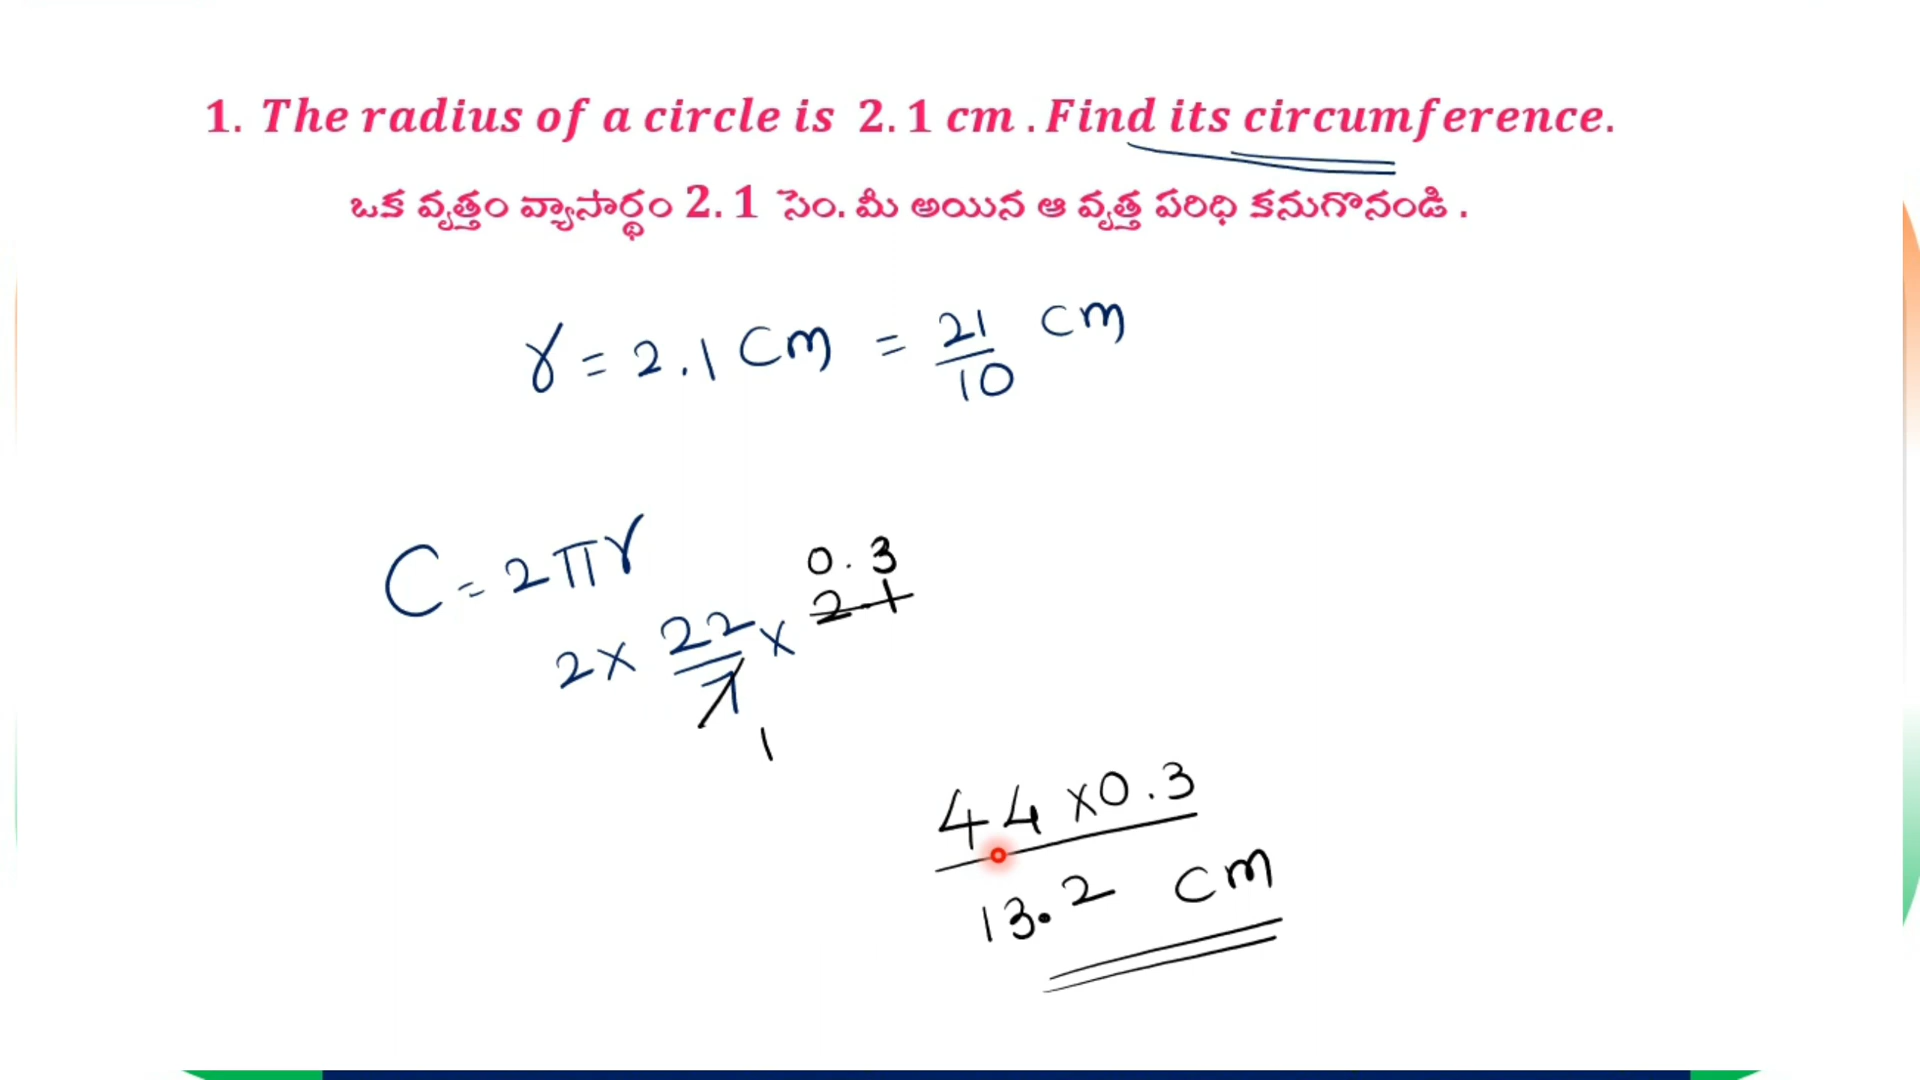 1. The radius of a circle is 2.1 cm . Find its circumference.
ఒక వృత్తం వ్యాసార్థం 2.1 సెం. మీ అయిన ఆ వృత్త పరిధి కనుగొనండి .
r = 2.1 cm = 21/10 cm
C = 2πr
0.3
2 × 22/7 × 2.1
1
44 × 0.3
13.2 cm